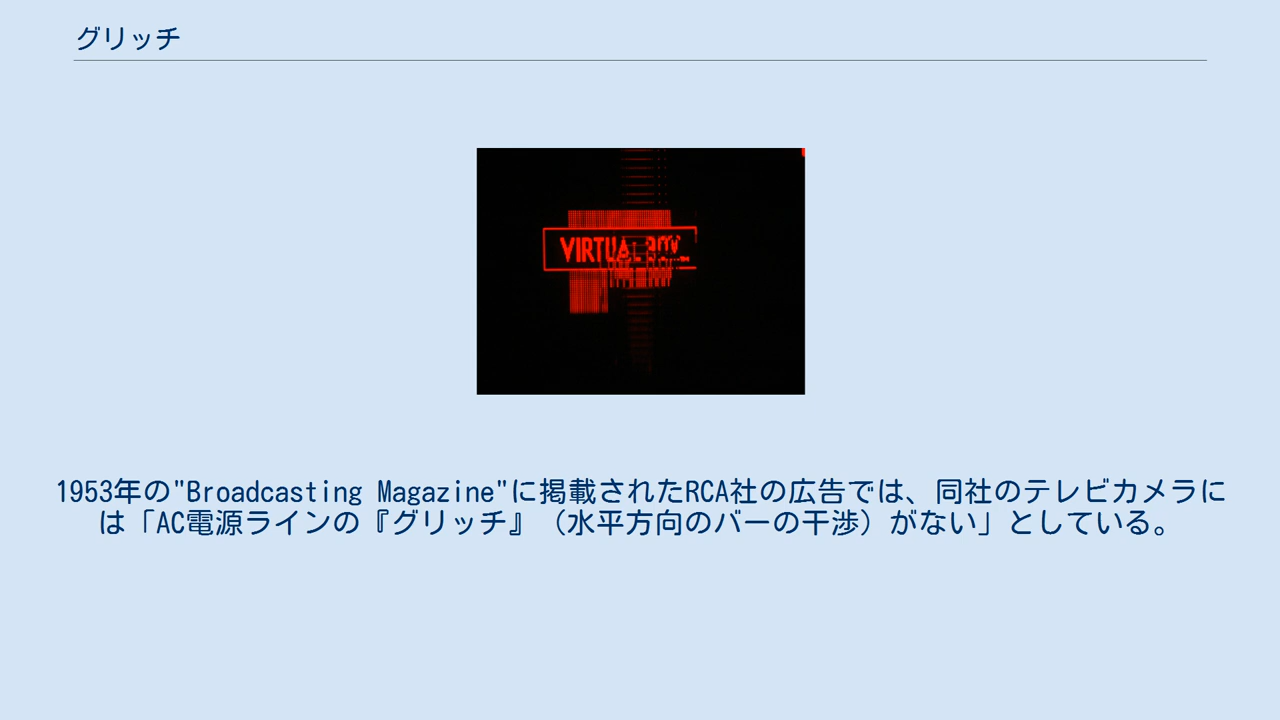 グリッチ
VIRTUAL BOY
1953年の"Broadcasting Magazine"に掲載されたRCA社の広告では、同社のテレビカメラに
は「AC電源ラインの『グリッチ』（水平方向のバーの干渉）がない」としている。